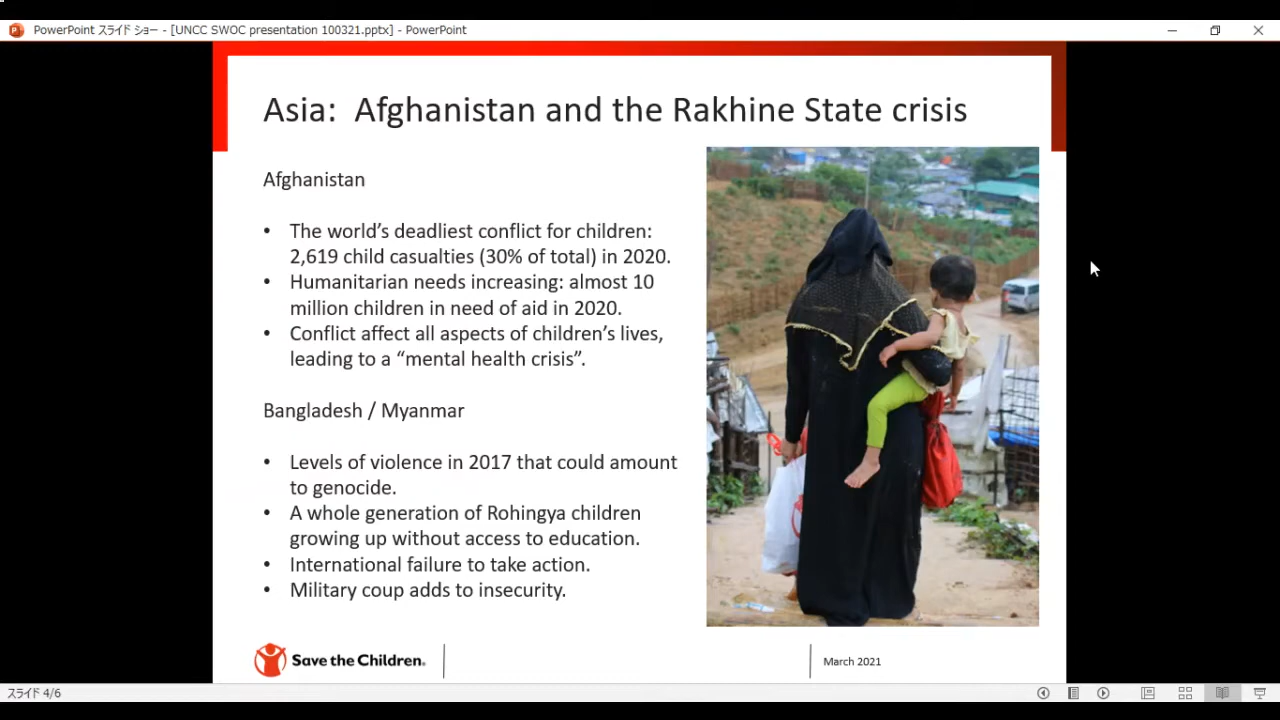 PowerPoint スライド ショー - [UNCC SWOC presentation 100321.pptx] - PowerPoint
Asia: Afghanistan and the Rakhine State crisis
Afghanistan
• The world’s deadliest conflict for children:
2,619 child casualties (30% of total) in 2020.
• Humanitarian needs increasing: almost 10
million children in need of aid in 2020.
• Conflict affect all aspects of children’s lives,
leading to a “mental health crisis”.
Bangladesh / Myanmar
• Levels of violence in 2017 that could amount
to genocide.
• A whole generation of Rohingya children
growing up without access to education.
• International failure to take action.
• Military coup adds to insecurity.
Save the Children.
March 2021
スライド 4/6